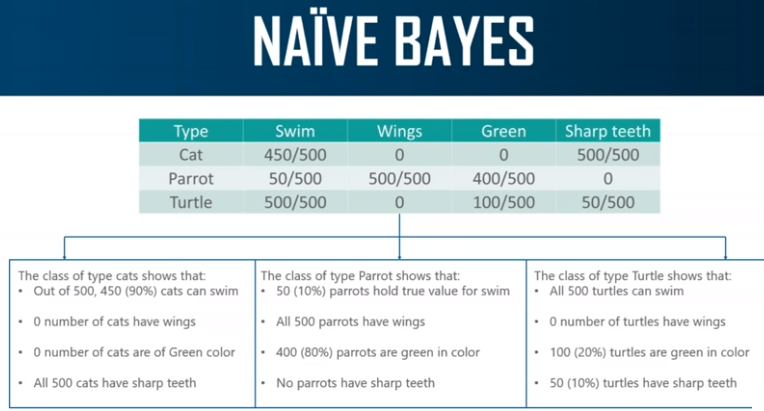 NAÏVE BAYES
Type Swim Wings Green Sharp teeth
Cat 450/500 0 0 500/500
Parrot 50/500 500/500 400/500 0
Turtle 500/500 0 100/500 50/500
The class of type cats shows that:
• Out of 500, 450 (90%) cats can swim
• 0 number of cats have wings
• 0 number of cats are of Green color
• All 500 cats have sharp teeth
The class of type Parrot shows that:
• 50 (10%) parrots hold true value for swim
• All 500 parrots have wings
• 400 (80%) parrots are green in color
• No parrots have sharp teeth
The class of type Turtle shows that:
• All 500 turtles can swim
• 0 number of turtles have wings
• 100 (20%) turtles are green in color
• 50 (10%) turtles have sharp teeth